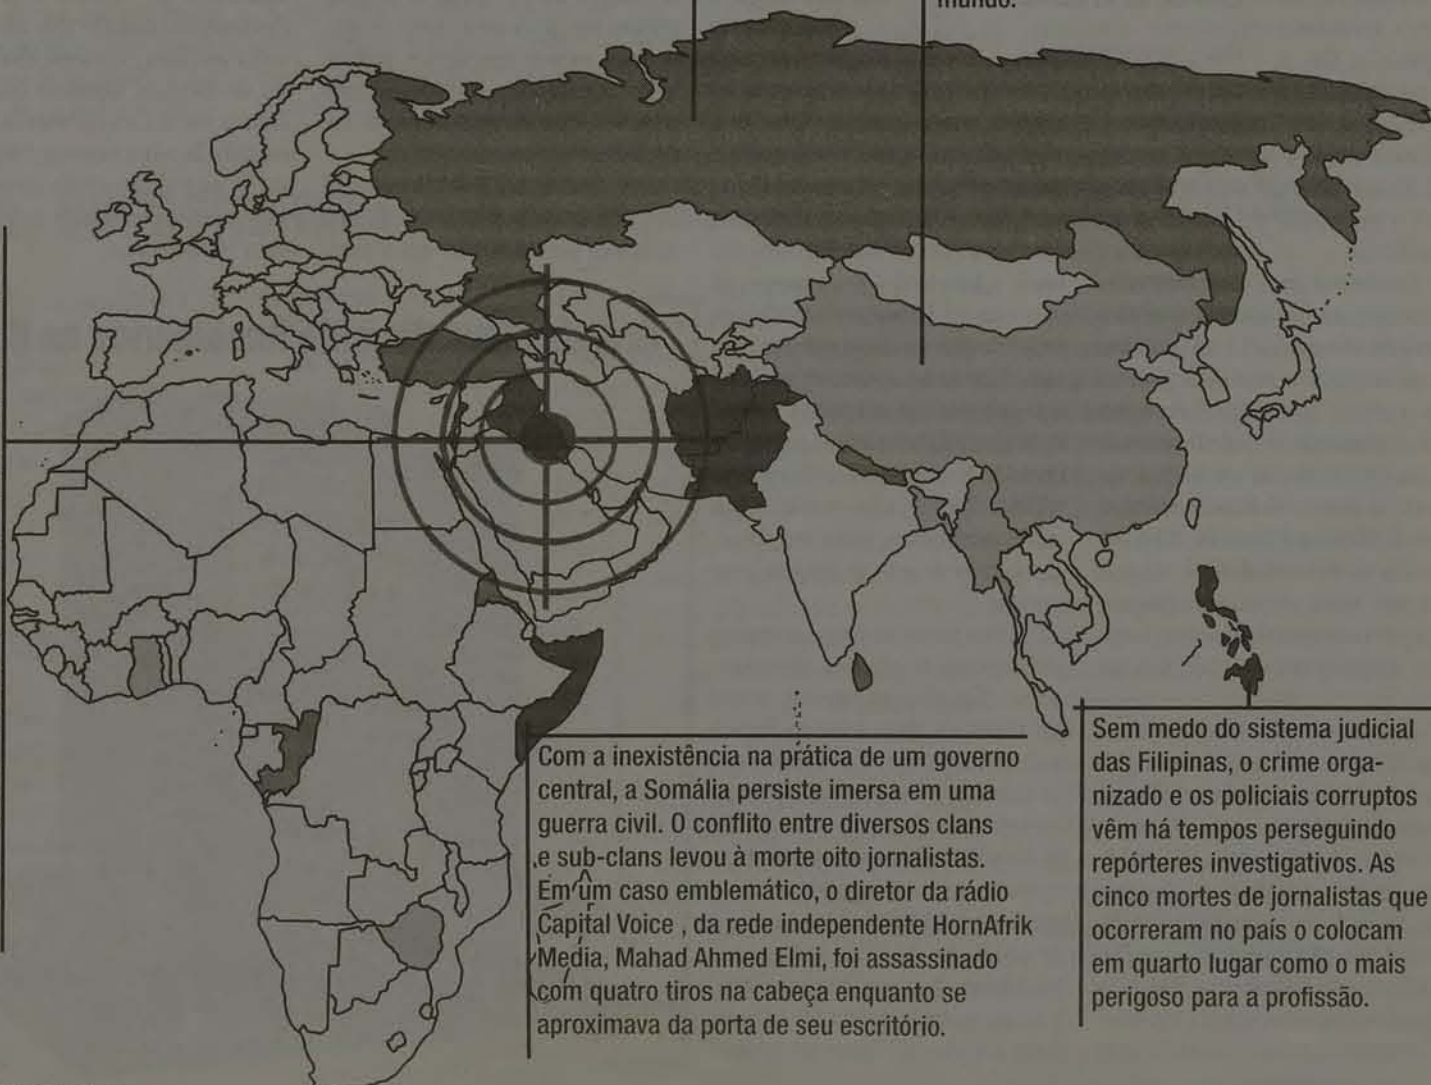 mundo.
Com a inexistência na prática de um governo
central, a Somália persiste imersa em uma
guerra civil. O conflito entre diversos clans
e sub-clans levou à morte oito jornalistas.
Em um caso emblemático, o diretor da rádio
Capital Voice , da rede independente HornAfrik
Media, Mahad Ahmed Elmi, foi assassinado
com quatro tiros na cabeça enquanto se
aproximava da porta de seu escritório.
Sem medo do sistema judicial
das Filipinas, o crime orga-
nizado e os policiais corruptos
vêm há tempos perseguindo
repórteres investigativos. As
cinco mortes de jornalistas que
ocorreram no país o colocam
em quarto lugar como o mais
perigoso para a profissão.